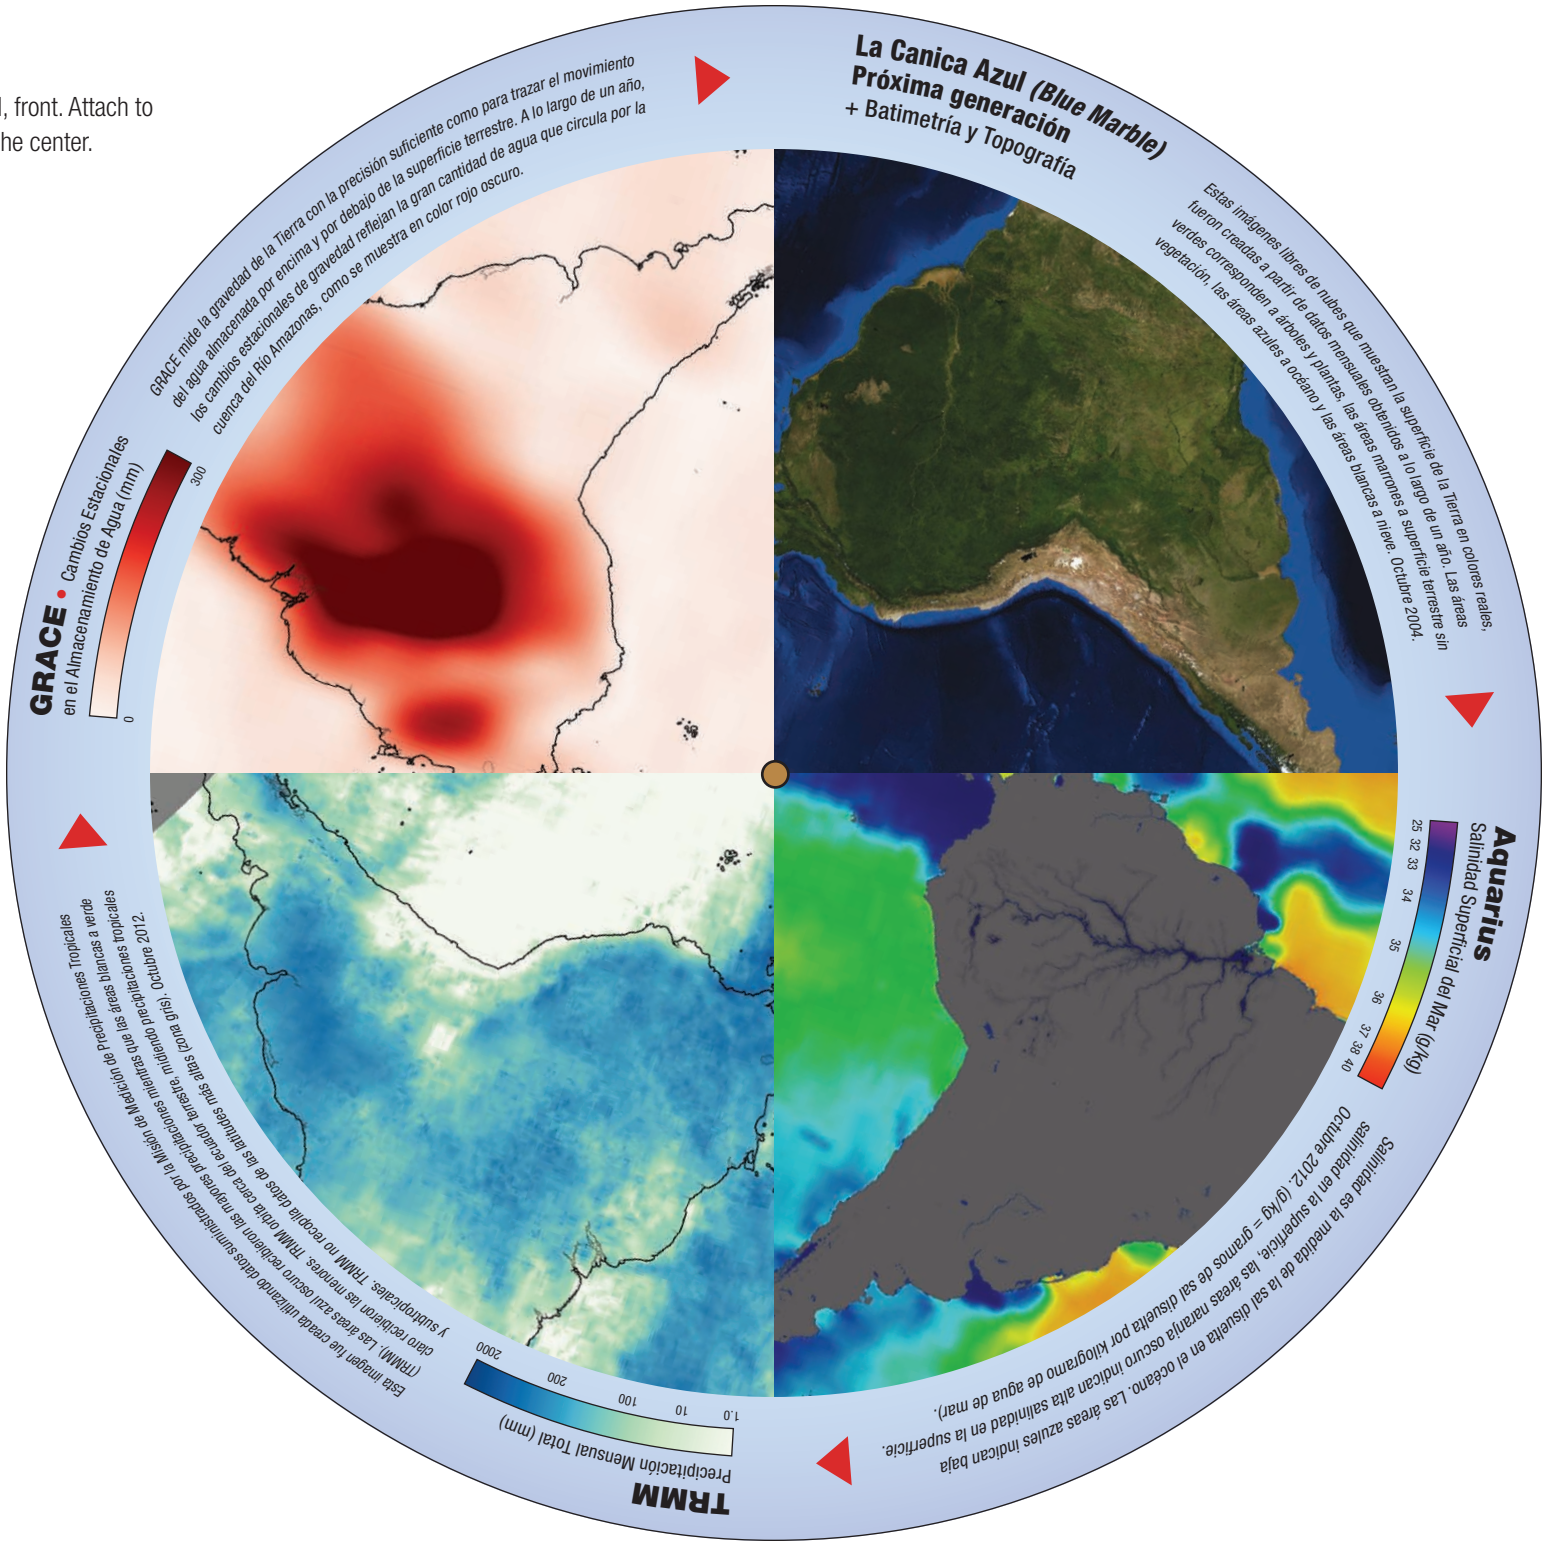 l, front. Attach to
he center.
La Canica Azul (Blue Marble)
Próxima generación
+ Batimetría y Topografía
Estas imágenes libres de nubes que muestran la superficie de la Tierra en colores reales,
fueron creadas a partir de datos mensuales obtenidos a lo largo de un año. Las áreas
verdes corresponden a árboles y plantas, las áreas marrones a superficie terrestre sin
vegetación, las áreas azules a océano y las áreas blancas a nieve. Octubre 2004.
Aquarius
Salinidad Superficial del Mar (g/kg)
25 32 33 34 35 36 37 38 40
Salinidad es la medida de la sal disuelta en el océano. Las áreas azules indican baja
salinidad en la superficie, las áreas naranja oscuro indican alta salinidad en la superficie.
Octubre 2012. (g/kg = gramos de sal disuelta por kilogramo de agua de mar).
TRMM
Precipitación Mensual Total (mm)
1.0 10 100 200 2000
Esta imagen fue creada utilizando datos suministrados por la Misión de Medición de Precipitaciones Tropicales
(TRMM). Las áreas azul oscuro recibieron las mayores precipitaciones mientras que las áreas blancas a verde
claro recibieron las menores. TRMM orbita cerca del ecuador terrestre, midiendo precipitaciones tropicales
y subtropicales. TRMM no recopila datos de las latitudes más altas (zona gris). Octubre 2012.
GRACE • Cambios Estacionales
en el Almacenamiento de Agua (mm)
0 300
GRACE mide la gravedad de la Tierra con la precisión suficiente como para trazar el movimiento
del agua almacenada por encima y por debajo de la superficie terrestre. A lo largo de un año,
los cambios estacionales de gravedad reflejan la gran cantidad de agua que circula por la
cuenca del Río Amazonas, como se muestra en color rojo oscuro.